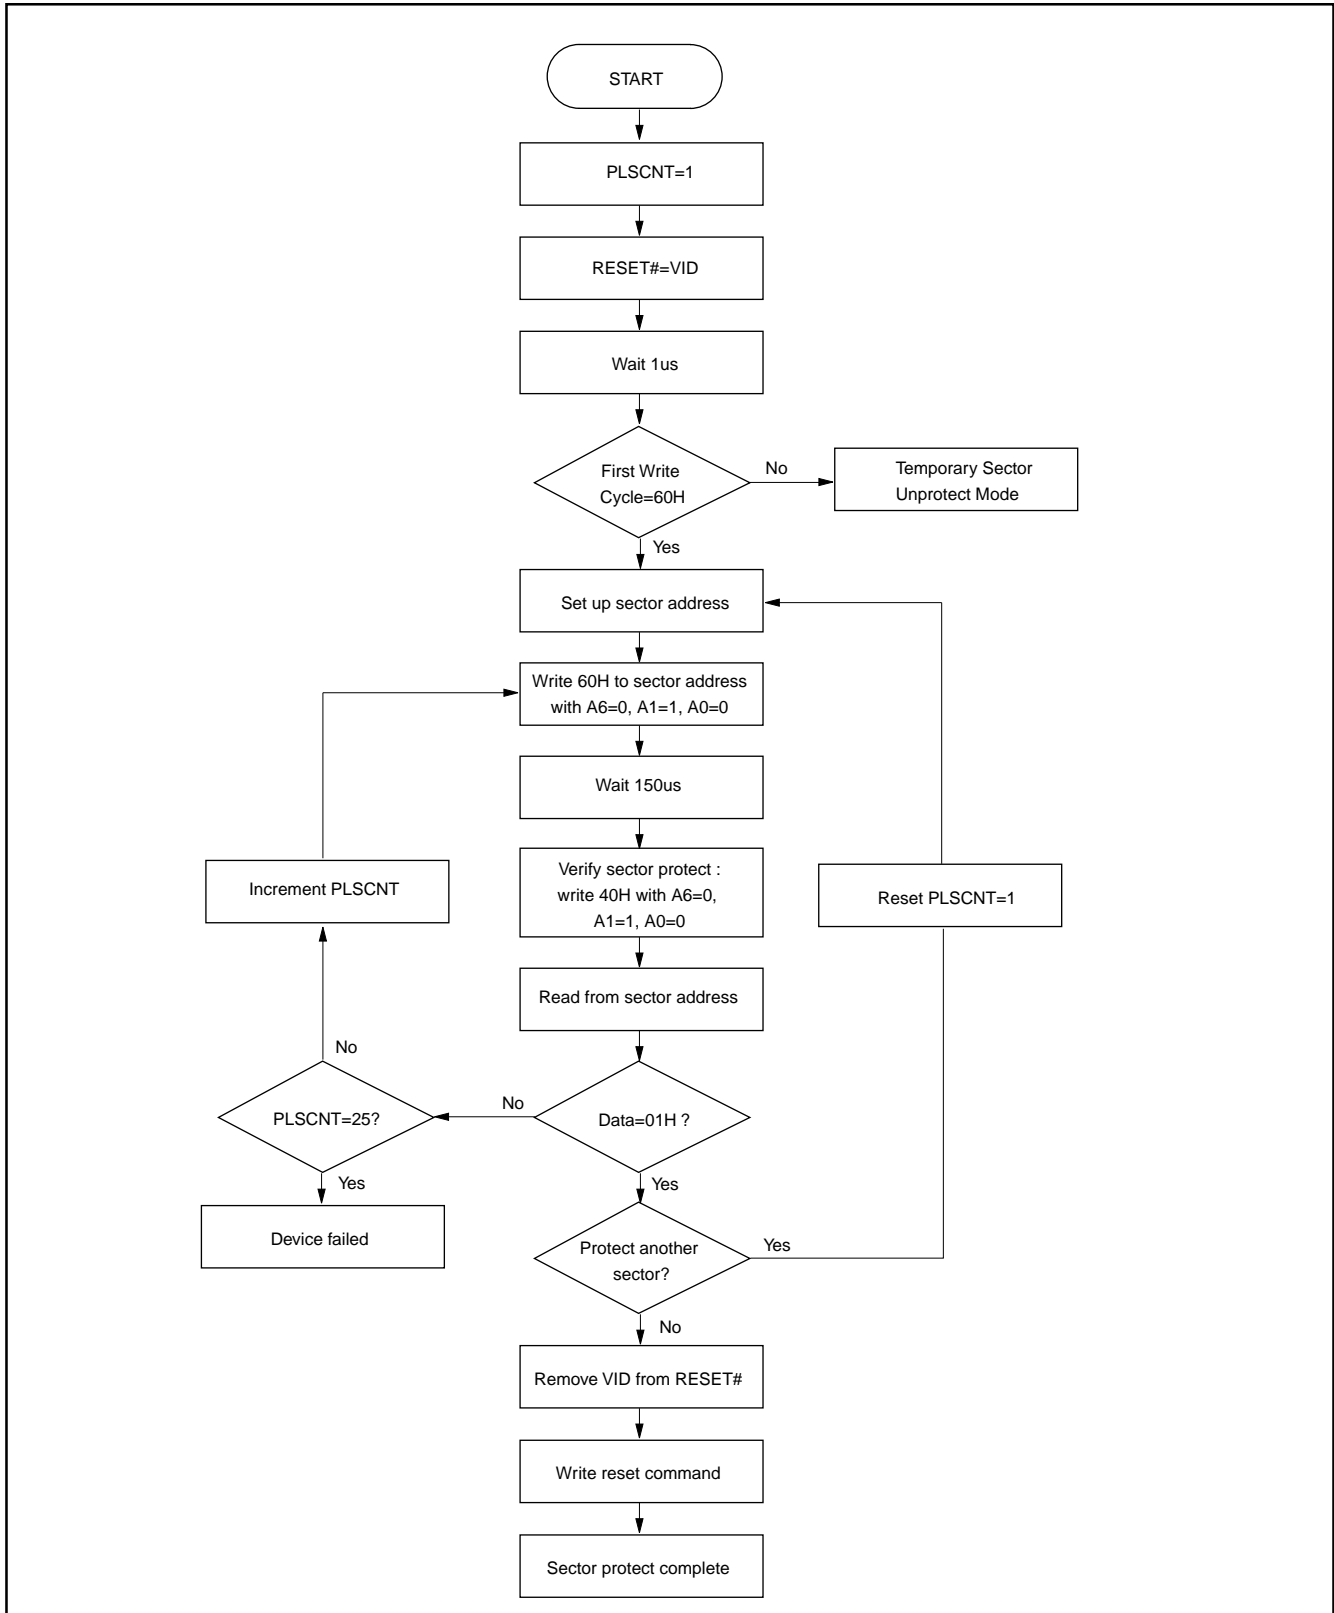 START
PLSCNT=1
RESET#=VID
Wait 1us
First Write
Cycle=60H
No
Temporary Sector
Unprotect Mode
Yes
Set up sector address
Write 60H to sector address
with A6=0, A1=1, A0=0
Wait 150us
Verify sector protect :
write 40H with A6=0,
A1=1, A0=0
Increment PLSCNT
Reset PLSCNT=1
Read from sector address
No
PLSCNT=25?
No
Data=01H ?
Yes
Device failed
Yes
Protect another
sector?
Yes
No
Remove VID from RESET#
Write reset command
Sector protect complete